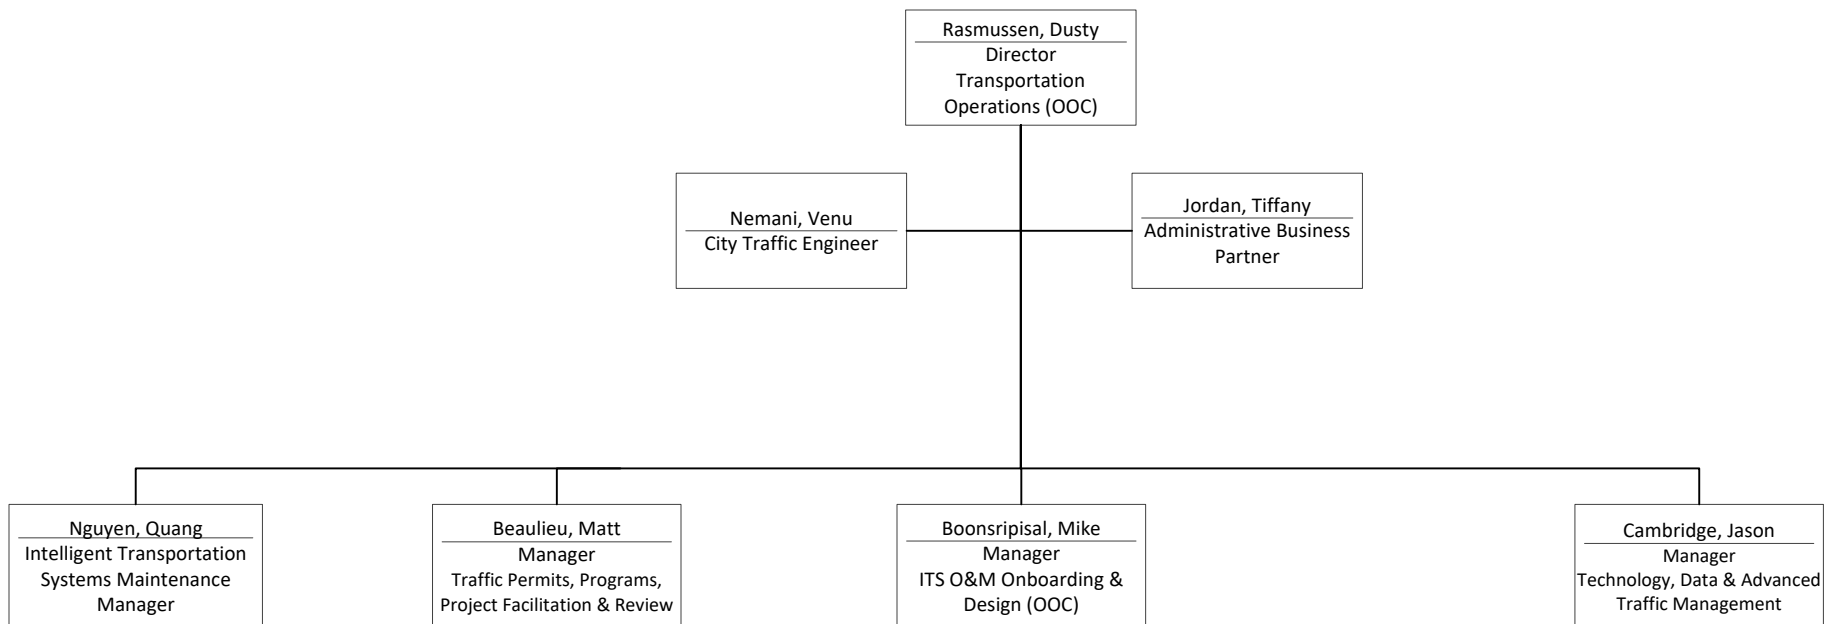 Rasmussen, Dusty
Director
Transportation
Operations (OOC)
Nemani, Venu
City Traffic Engineer
Jordan, Tiffany
Administrative Business
Partner
Nguyen, Quang
Intelligent Transportation
Systems Maintenance
Manager
Beaulieu, Matt
Manager
Traffic Permits, Programs,
Project Facilitation & Review
Boonsripisal, Mike
Manager
ITS O&M Onboarding &
Design (OOC)
Cambridge, Jason
Manager
Technology, Data & Advanced
Traffic Management